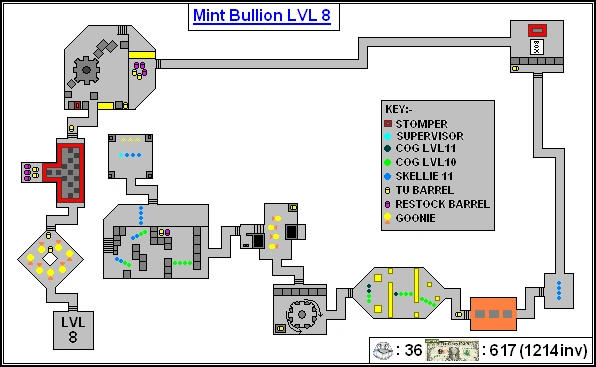 Mint Bullion LVL 8
BOX
KEY:-
STOMPER
SUPERVISOR
COG LVL11
COG LVL10
SKELLIE 11
TU BARREL
RESTOCK BARREL
GOONIE
LVL
8
: 36 : 617 (1214inv)